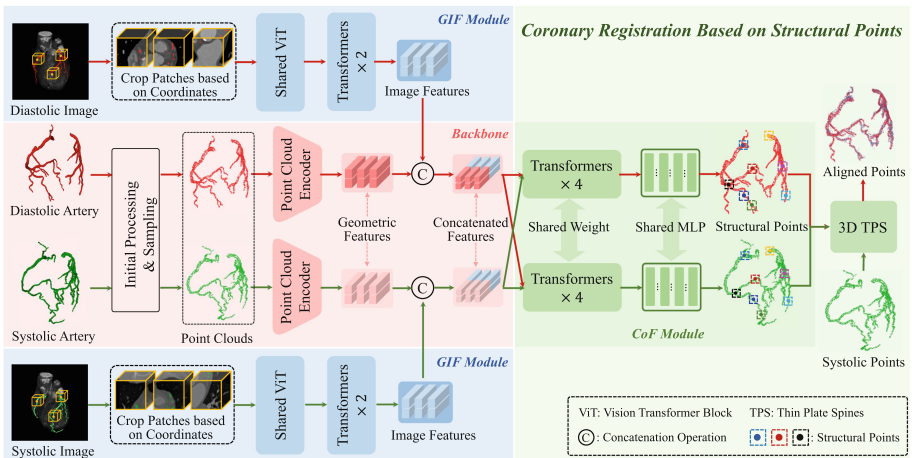 GIF Module
Coronary Registration Based on Structural Points
Diastolic Image
Crop Patches based
on Coordinates
Shared ViT
Transformers
× 2
Image Features
Backbone
Diastolic Artery
Initial Processing
& Sampling
Point Cloud
Encoder
Geometric
Features
C
Concatenated
Features
Transformers
× 4
Shared Weight
Shared MLP
Structural Points
Aligned Points
3D TPS
Systolic Artery
Point Clouds
Point Cloud
Encoder
C
Transformers
× 4
CoF Module
Systolic Points
GIF Module
Systolic Image
Crop Patches based
on Coordinates
Shared ViT
Transformers
× 2
Image Features
ViT: Vision Transformer Block
TPS: Thin Plate Spines
C : Concatenation Operation
: Structural Points